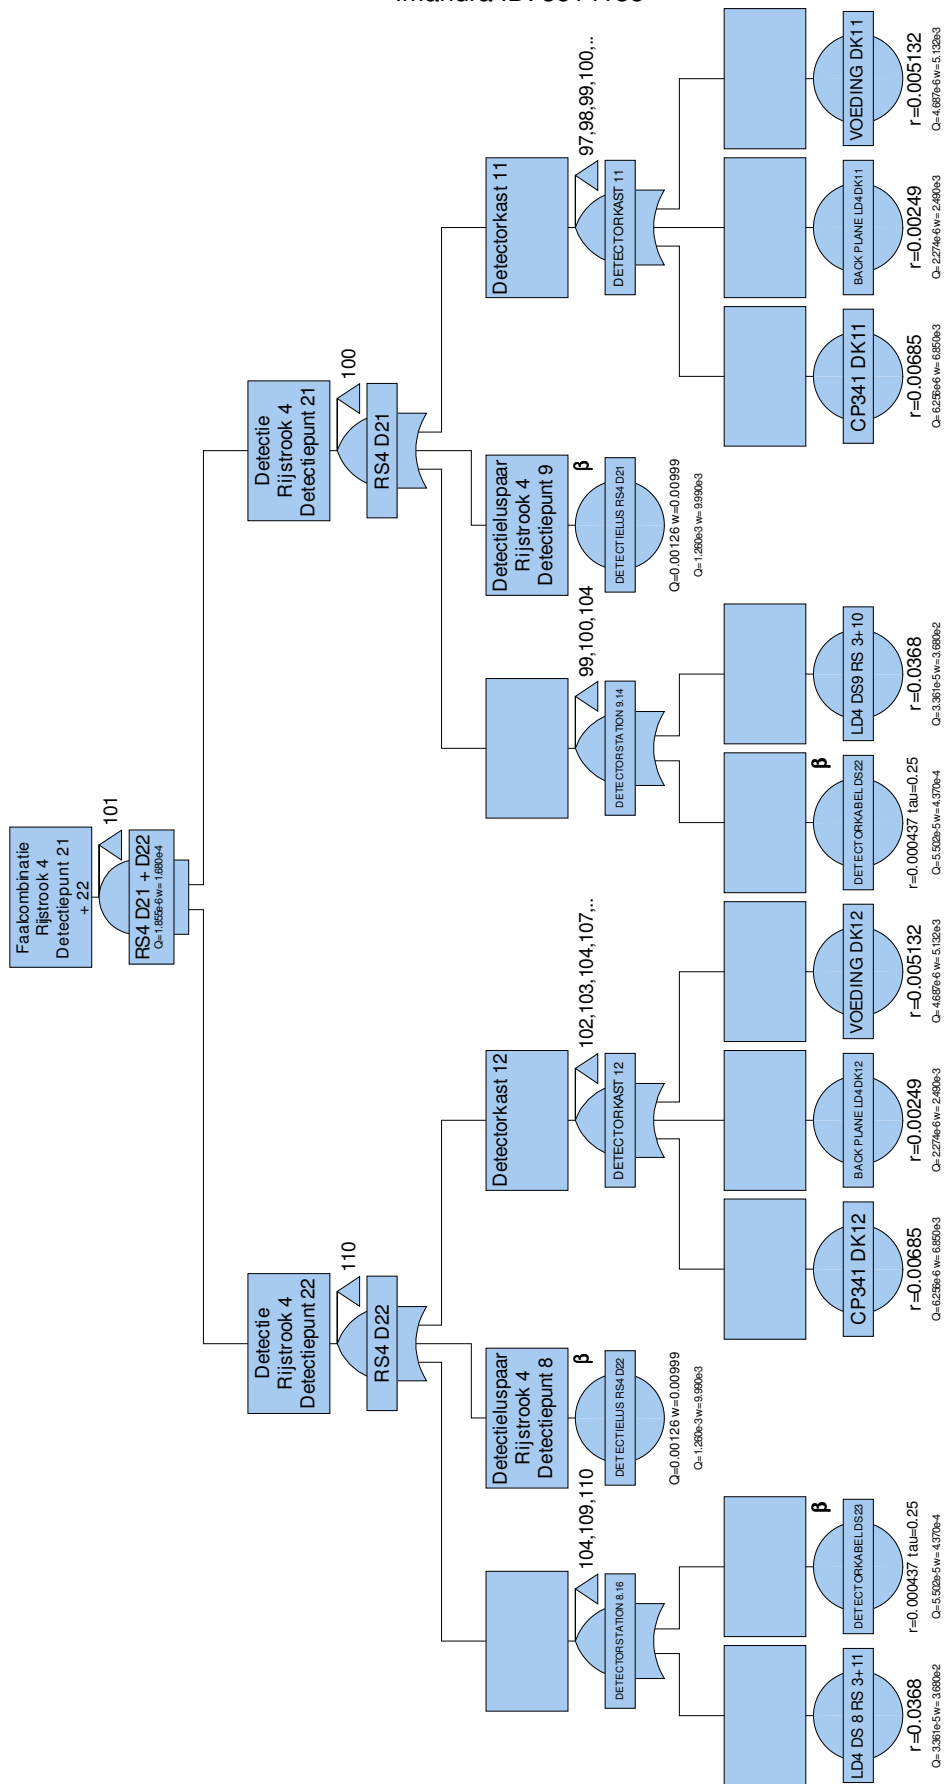 Faalcombinatie
Rijstrook 4
Detectiepunt 21
+ 22
101
RS4 D21 + D22
Q=1.855e-6 w=1.680e-4
Detectie
Rijstrook 4
Detectiepunt 22
110
RS4 D22
Detectie
Rijstrook 4
Detectiepunt 21
100
RS4 D21
104,109,110
DETECTORSTATION 8.16
Detectieluspaar
Rijstrook 4
Detectiepunt 8
β
DETECTIELUS RS4 D22
Q=0.00126 w=0.00999
Q=1.260e-3 w=9.990e-3
Detectorkast 12
102,103,104,107,..
DETECTORKAST 12
99,100,104
DETECTORSTATION 9.14
Detectieluspaar
Rijstrook 4
Detectiepunt 9
β
DETECTIELUS RS4 D21
Q=0.00126 w=0.00999
Q=1.260e-3 w=9.990e-3
Detectorkast 11
97,98,99,100,..
DETECTORKAST 11
LD4 DS 8 RS 3+11
r=0.0368
Q=3.361e-5 w=3.680e-2
β
DETECTORKABEL DS23
r=0.000437 tau=0.25
Q=5.502e-5 w=4.370e-4
CP341 DK12
r=0.00685
Q=6.256e-6 w=6.850e-3
BACK PLANE LD4 DK12
r=0.00249
Q=2.274e-6 w=2.490e-3
VOEDING DK12
r=0.005132
Q=4.687e-6 w=5.132e-3
β
DETECTORKABEL DS22
r=0.000437 tau=0.25
Q=5.502e-5 w=4.370e-4
LD4 DS9 RS 3+10
r=0.0368
Q=3.361e-5 w=3.680e-2
CP341 DK11
r=0.00685
Q=6.256e-6 w=6.850e-3
BACK PLANE LD4 DK11
r=0.00249
Q=2.274e-6 w=2.490e-3
VOEDING DK11
r=0.005132
Q=4.687e-6 w=5.132e-3